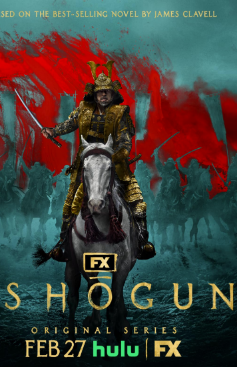 SED ON THE BEST-SELLING NOVEL BY JAMES CLAVELL
FX
SHŌGUN
ORIGINAL SERIES
FEB 27 hulu | FX